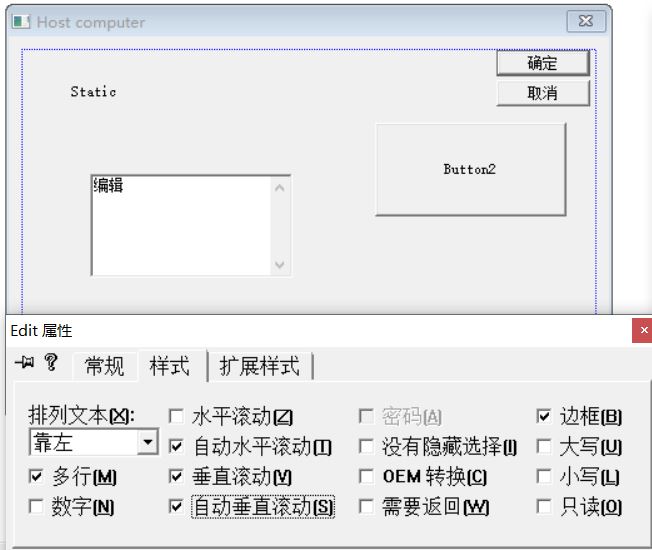 Host computer
确定
Static
取消
Button2
编辑
Edit 属性
常规 样式 扩展样式
排列文本(X): 水平滚动(Z) 密码(A) 边框(B)
靠左 自动水平滚动(T) 没有隐藏选择(I) 大写(U)
多行(M) 垂直滚动(V) OEM 转换(C) 小写(L)
数字(N) 自动垂直滚动(S) 需要返回(W) 只读(O)